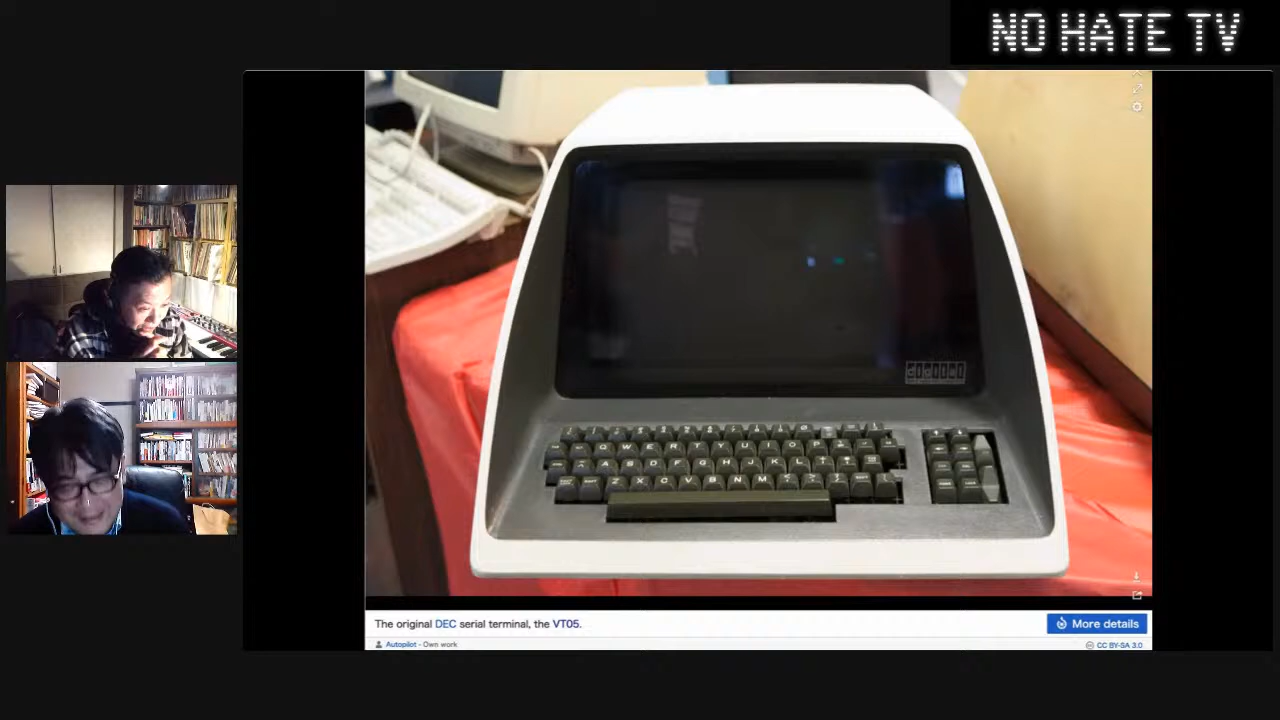 NO HATE TV
digital
Q W E R T Y U I O P
A S D F G H J K L
Z X C V B N M
The original DEC serial terminal, the VT05.
More details
Autopilot - Own work
CC BY-SA 3.0